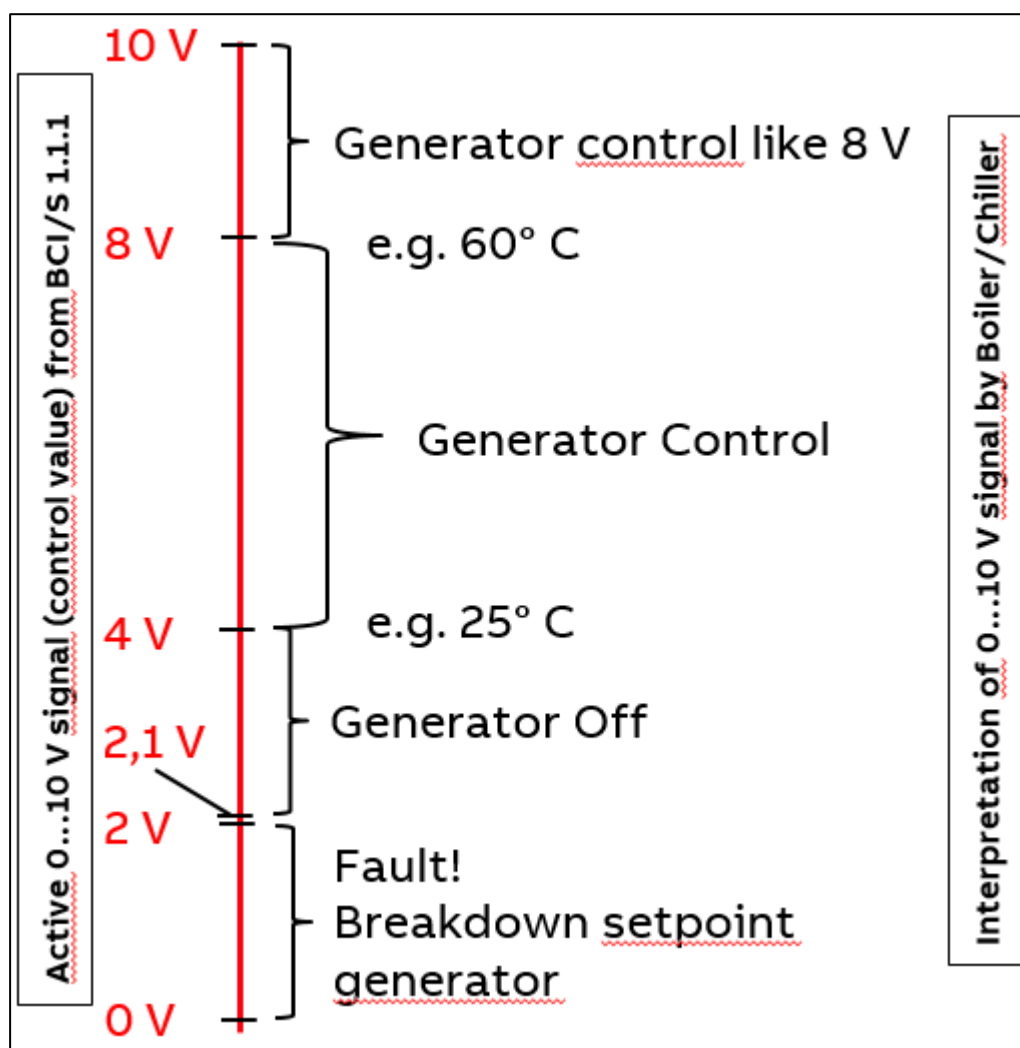 Active 0...10 V signal (control value) from BCI/S 1.1.1
10 V
Generator control like 8 V
8 V
e.g. 60° C
Generator Control
4 V
e.g. 25° C
Generator Off
2,1 V
2 V
Fault!
Breakdown setpoint
generator
0 V
Interpretation of 0...10 V signal by Boiler/Chiller